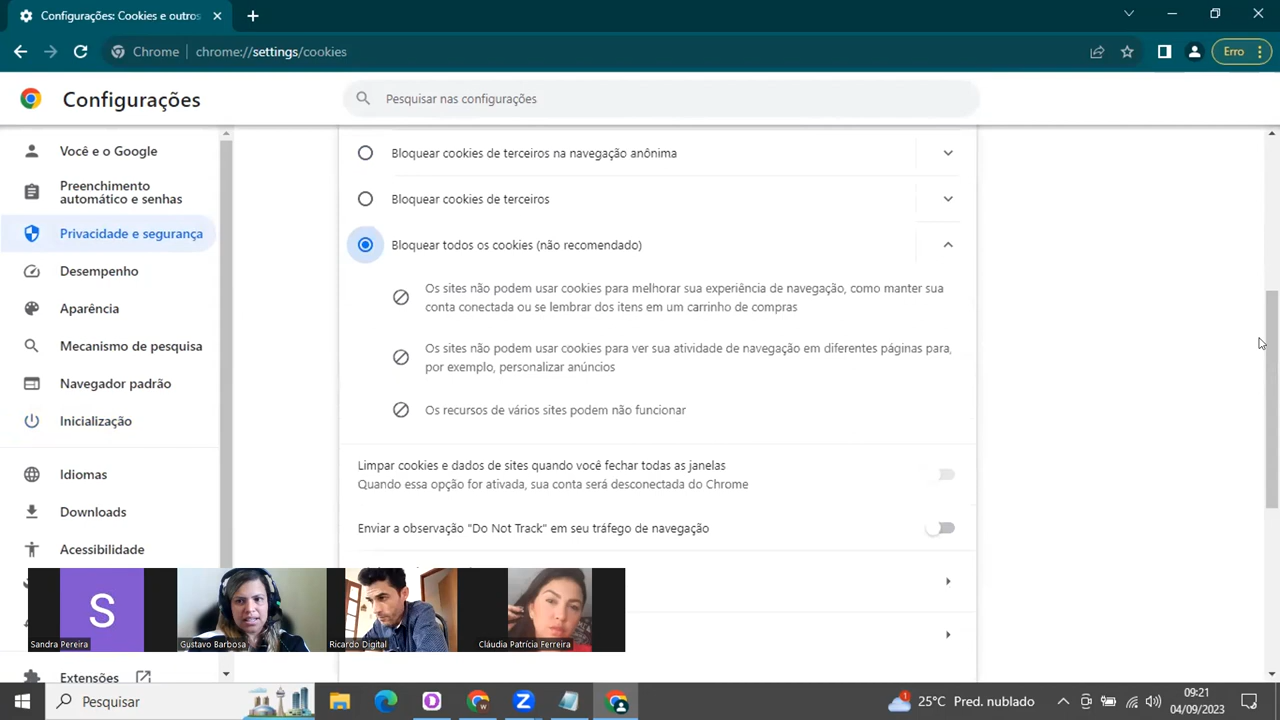 Configurações: Cookies e outros
Chrome
chrome://settings/cookies
Erro
Configurações
Pesquisar nas configurações
Você e o Google
Preenchimento
automático e senhas
Privacidade e segurança
Desempenho
Aparência
Mecanismo de pesquisa
Navegador padrão
Inicialização
Idiomas
Downloads
Acessibilidade
Extensões
Bloquear cookies de terceiros na navegação anônima
Bloquear cookies de terceiros
Bloquear todos os cookies (não recomendado)
Os sites não podem usar cookies para melhorar sua experiência de navegação, como manter sua
conta conectada ou se lembrar dos itens em um carrinho de compras
Os sites não podem usar cookies para ver sua atividade de navegação em diferentes páginas para,
por exemplo, personalizar anúncios
Os recursos de vários sites podem não funcionar
Limpar cookies e dados de sites quando você fechar todas as janelas
Quando essa opção for ativada, sua conta será desconectada do Chrome
Enviar a observação "Do Not Track" em seu tráfego de navegação
S
Sandra Pereira
Gustavo Barbosa
Ricardo Digital
Cláudia Patrícia Ferreira
Pesquisar
1
25°C Pred. nublado
09:21
04/09/2023